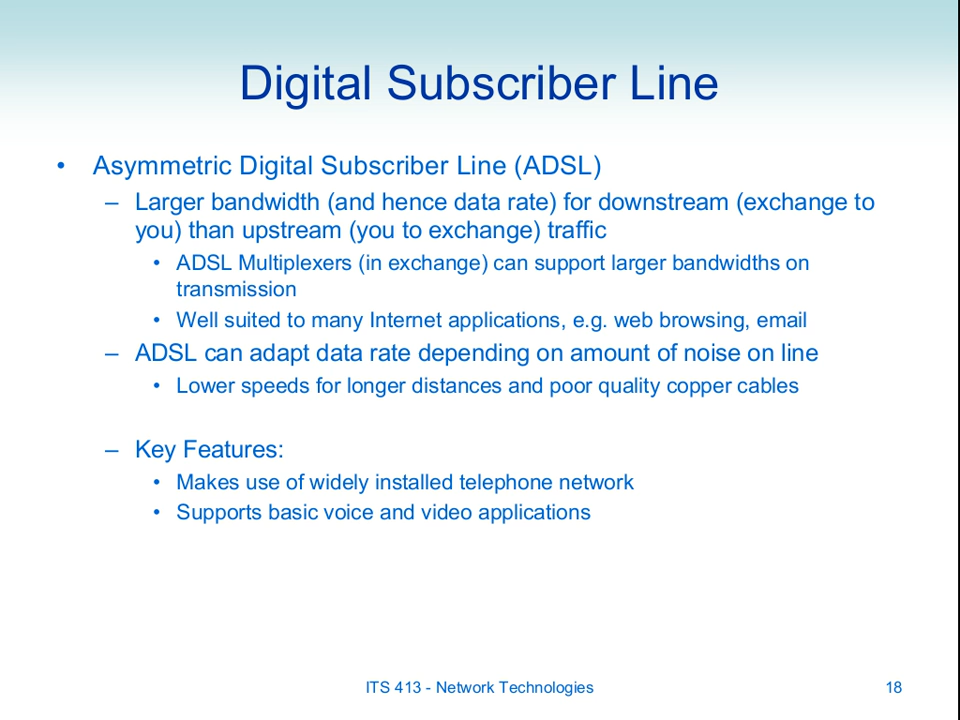 Digital Subscriber Line
• Asymmetric Digital Subscriber Line (ADSL)
– Larger bandwidth (and hence data rate) for downstream (exchange to
you) than upstream (you to exchange) traffic
• ADSL Multiplexers (in exchange) can support larger bandwidths on
transmission
• Well suited to many Internet applications, e.g. web browsing, email
– ADSL can adapt data rate depending on amount of noise on line
• Lower speeds for longer distances and poor quality copper cables
– Key Features:
• Makes use of widely installed telephone network
• Supports basic voice and video applications
ITS 413 - Network Technologies
18